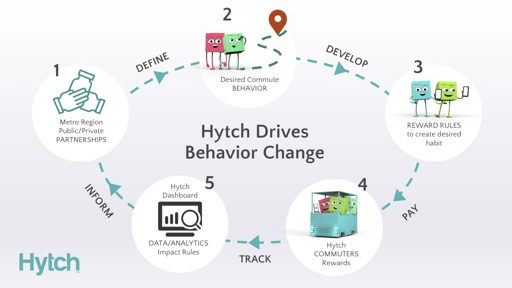 1
Metro Region
Public/Private
PARTNERSHIPS
DEFINE
2
Desired Commute
BEHAVIOR
DEVELOP
3
REWARD RULES
to create desired
habit
PAY
4
Hytch
COMMUTERS
Rewards
TRACK
5
Hytch
Dashboard
DATA/ANALYTICS
Impact Rules
INFORM
Hytch Drives
Behavior Change
Hytch